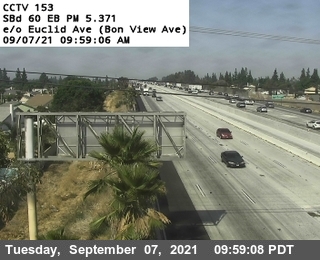 CCTV 153
SBd 60 EB PM 5.371
e/o Euclid Ave (Bon View Ave)
09/07/21 09:59:06 AM
Tuesday, September 07, 2021 09:59:08 PDT